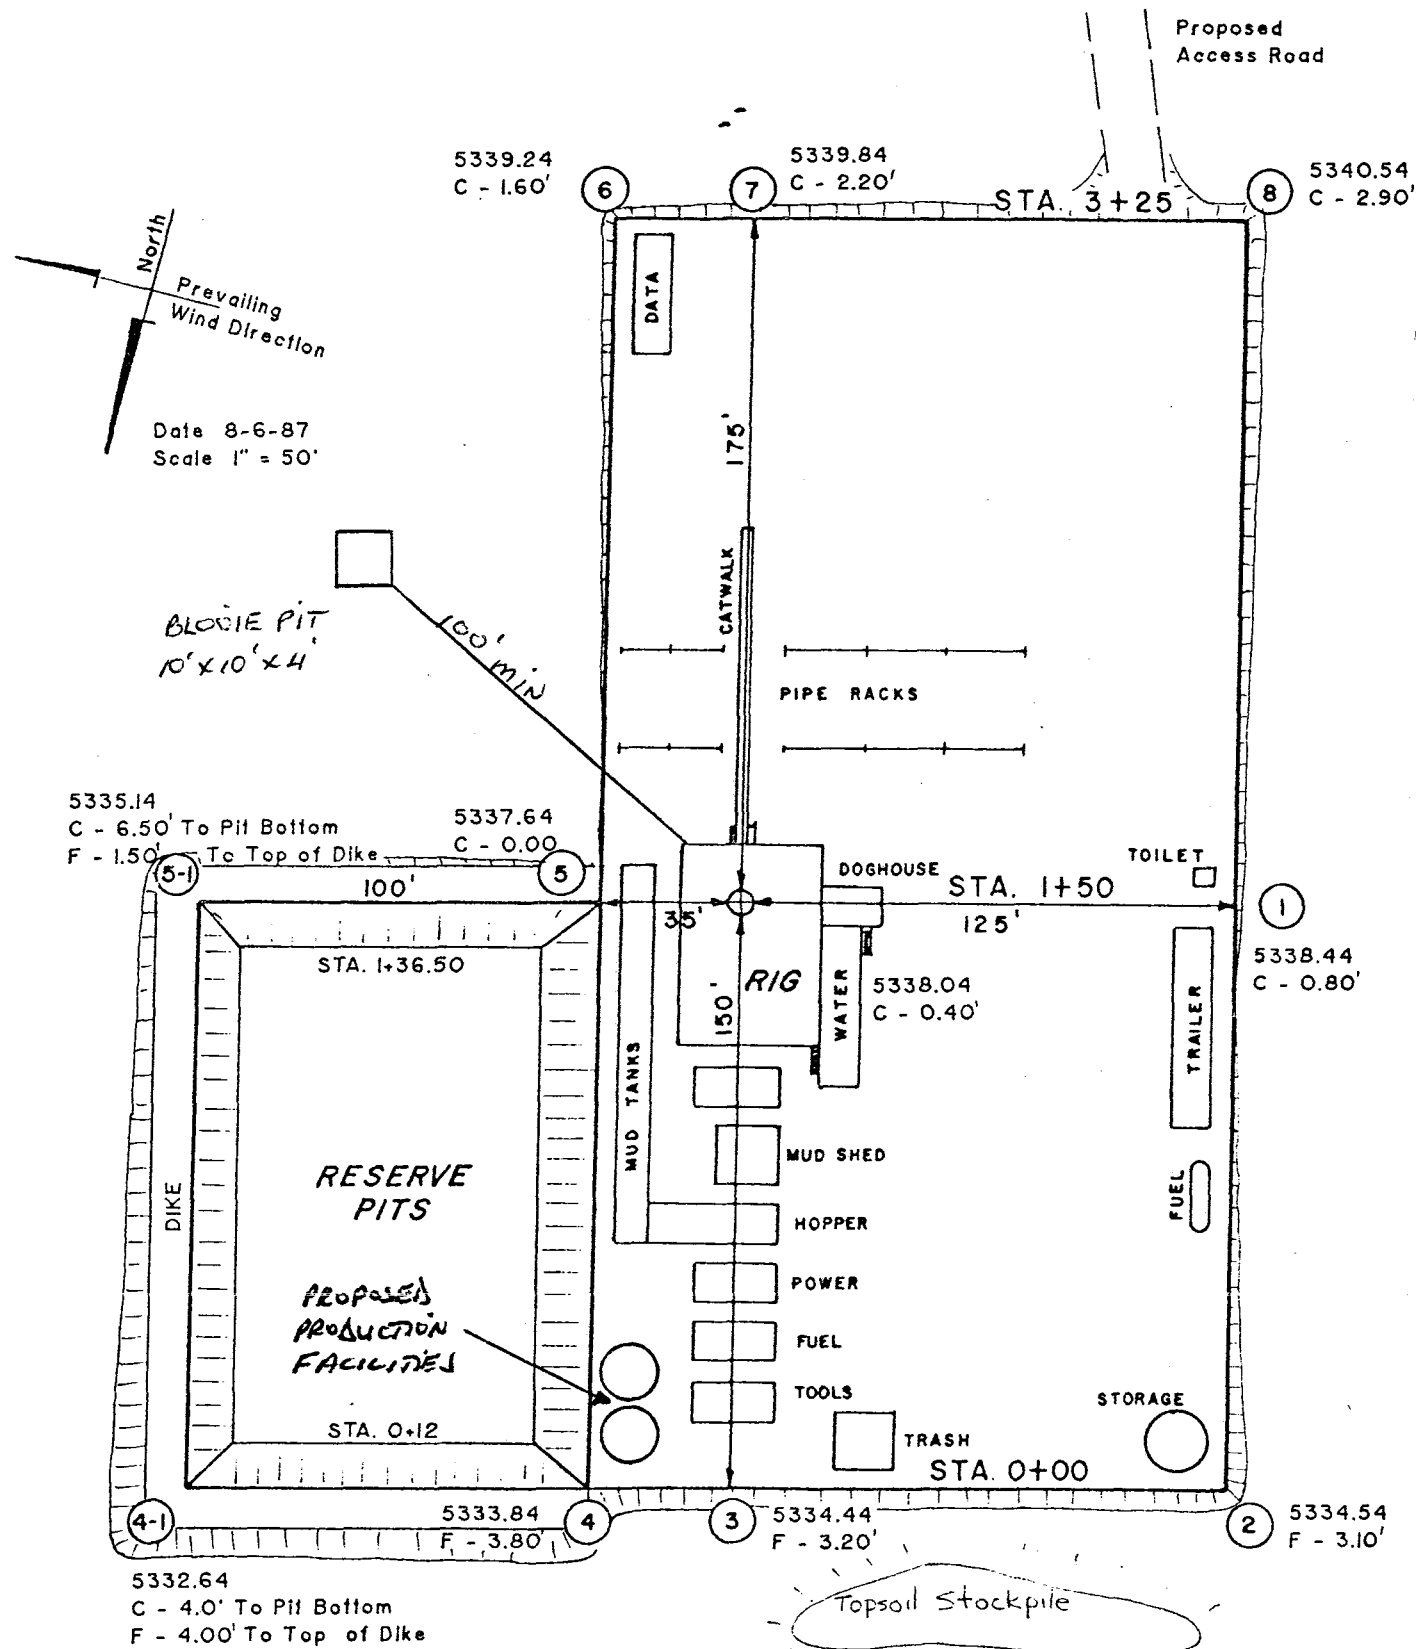 Proposed
Access Road
5339.24
C - 1.60'
6
7
5339.84
C - 2.20'
STA. 3+25
8
5340.54
C - 2.90'
North
Prevailing
Wind Direction
DATA
175'
Date 8-6-87
Scale 1" = 50'
CATWALK
BLOOIE PIT
10' x 10' x 4'
100' MIN
PIPE RACKS
5335.14
C - 6.50' To Pit Bottom
F - 1.50' To Top of Dike
5337.64
C - 0.00
5-1
5
100'
DOGHOUSE
TOILET
STA. 1+50
35'
125'
1
5338.44
C - 0.80'
STA. 1+36.50
RIG
150'
WATER
5338.04
C - 0.40'
TRAILER
MUD TANKS
MUD SHED
RESERVE
PITS
DIKE
FUEL
HOPPER
PROPOSED
PRODUCTION
FACILITIES
POWER
FUEL
TOOLS
STORAGE
STA. 0+12
TRASH
STA. 0+00
4-1
5333.84
F - 3.80'
4
3
5334.44
F - 3.20'
2
5334.54
F - 3.10'
5332.64
C - 4.0' To Pit Bottom
F - 4.00' To Top of Dike
Topsoil Stockpile